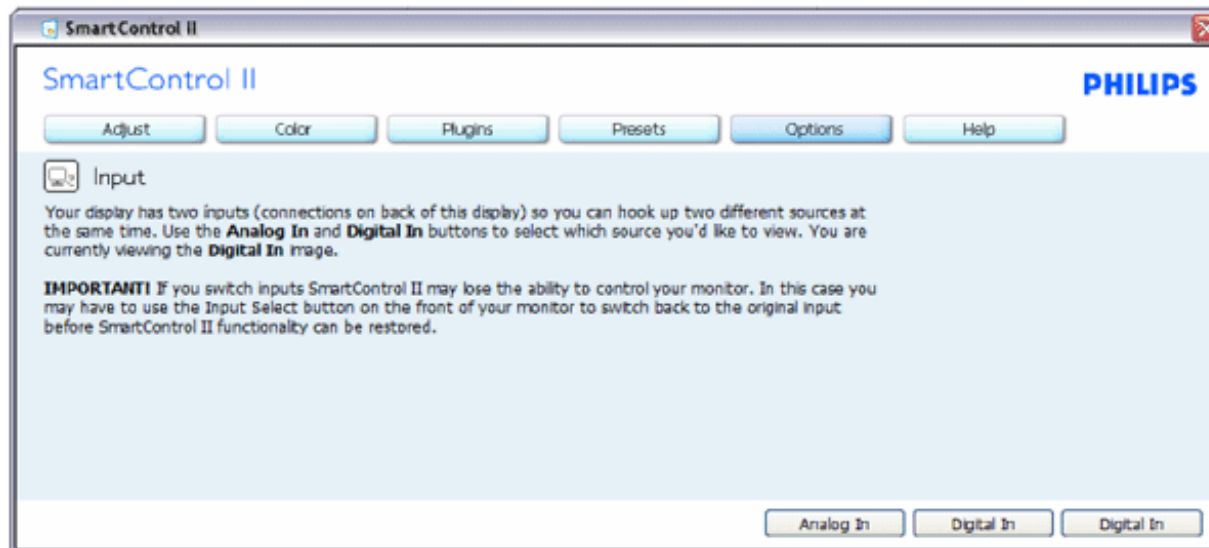 SmartControl II
SmartControl II
PHILIPS
Adjust Color Plugins Presets Options Help
Input
Your display has two inputs (connections on back of this display) so you can hook up two different sources at
the same time. Use the Analog In and Digital In buttons to select which source you'd like to view. You are
currently viewing the Digital In image.
IMPORTANT! If you switch inputs SmartControl II may lose the ability to control your monitor. In this case you
may have to use the Input Select button on the front of your monitor to switch back to the original input
before SmartControl II functionality can be restored.
Analog In Digital In Digital In